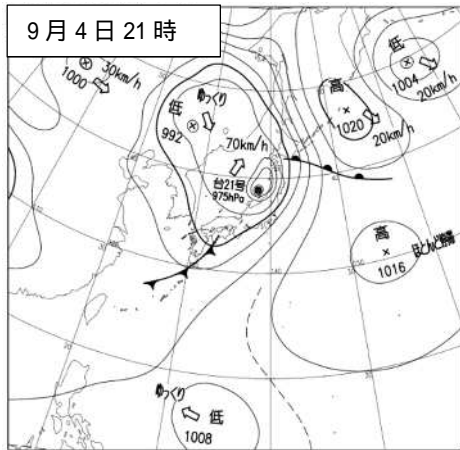 9月4日21時
30km/h
1000
低
ゆっくり
992
70km/h
台21号
975hPa
高
1020
20km/h
低
1004
20km/h
高
ほとんど停滞
1016
ゆっくり
低
1008